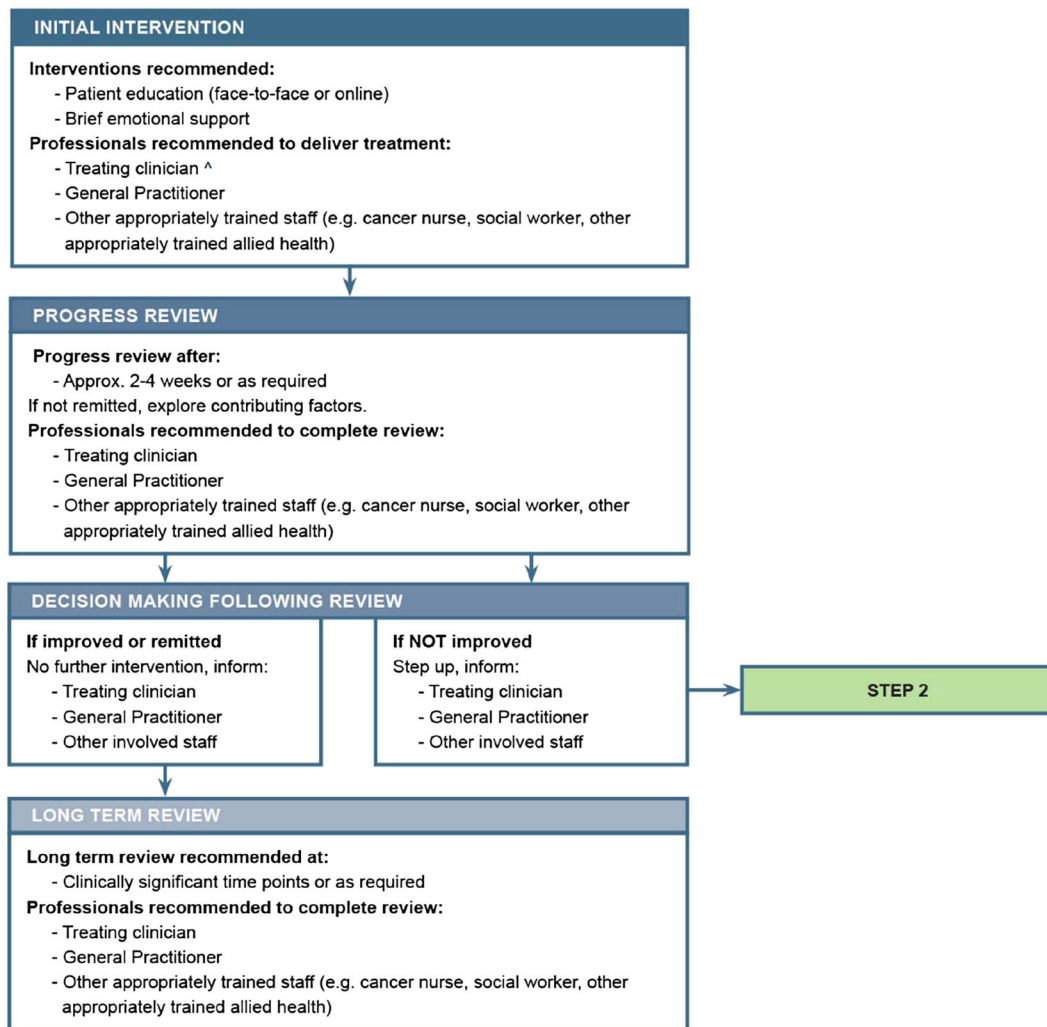 INITIAL INTERVENTION
Interventions recommended:
- Patient education (face-to-face or online)
- Brief emotional support
Professionals recommended to deliver treatment:
- Treating clinician ^
- General Practitioner
- Other appropriately trained staff (e.g. cancer nurse, social worker, other
appropriately trained allied health)
PROGRESS REVIEW
Progress review after:
- Approx. 2-4 weeks or as required
If not remitted, explore contributing factors.
Professionals recommended to complete review:
- Treating clinician
- General Practitioner
- Other appropriately trained staff (e.g. cancer nurse, social worker, other
appropriately trained allied health)
DECISION MAKING FOLLOWING REVIEW
If improved or remitted
No further intervention, inform:
- Treating clinician
- General Practitioner
- Other involved staff
If NOT improved
Step up, inform:
- Treating clinician
- General Practitioner
- Other involved staff
STEP 2
LONG TERM REVIEW
Long term review recommended at:
- Clinically significant time points or as required
Professionals recommended to complete review:
- Treating clinician
- General Practitioner
- Other appropriately trained staff (e.g. cancer nurse, social worker, other
appropriately trained allied health)